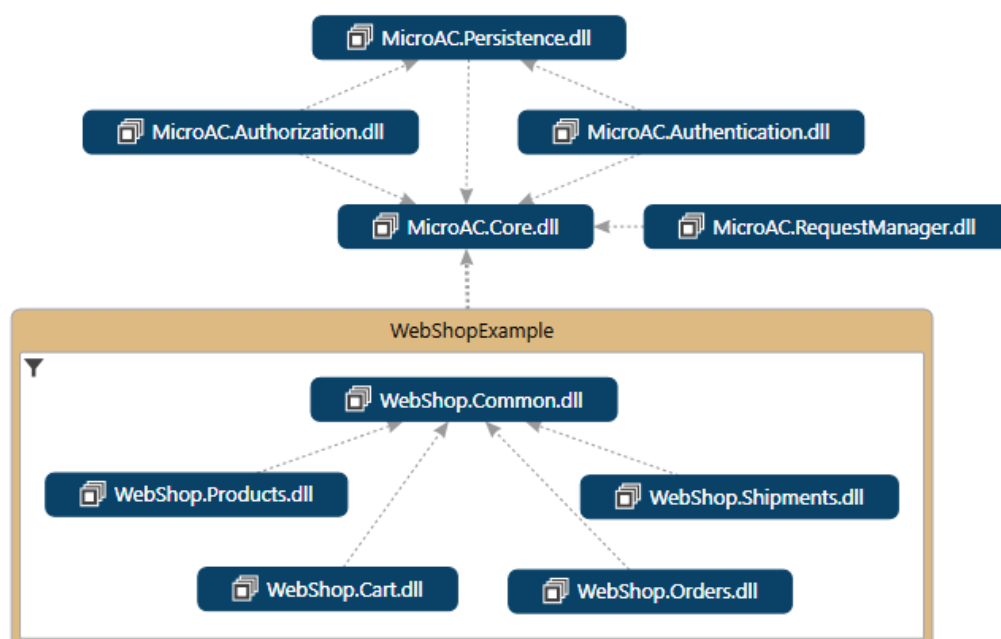 MicroAC.Persistence.dll
MicroAC.Authorization.dll
MicroAC.Authentication.dll
MicroAC.Core.dll
MicroAC.RequestManager.dll
WebShopExample
WebShop.Common.dll
WebShop.Products.dll
WebShop.Shipments.dll
WebShop.Cart.dll
WebShop.Orders.dll